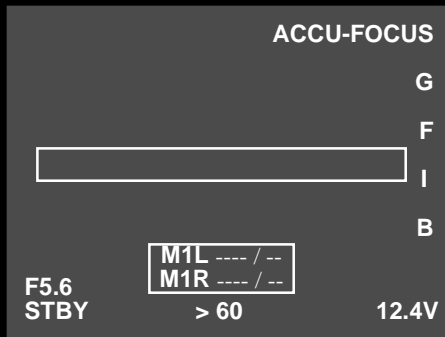 ACCU-FOCUS
G
F
I
B
M1L ---- / --
M1R ---- / --
F5.6
STBY > 60 12.4V